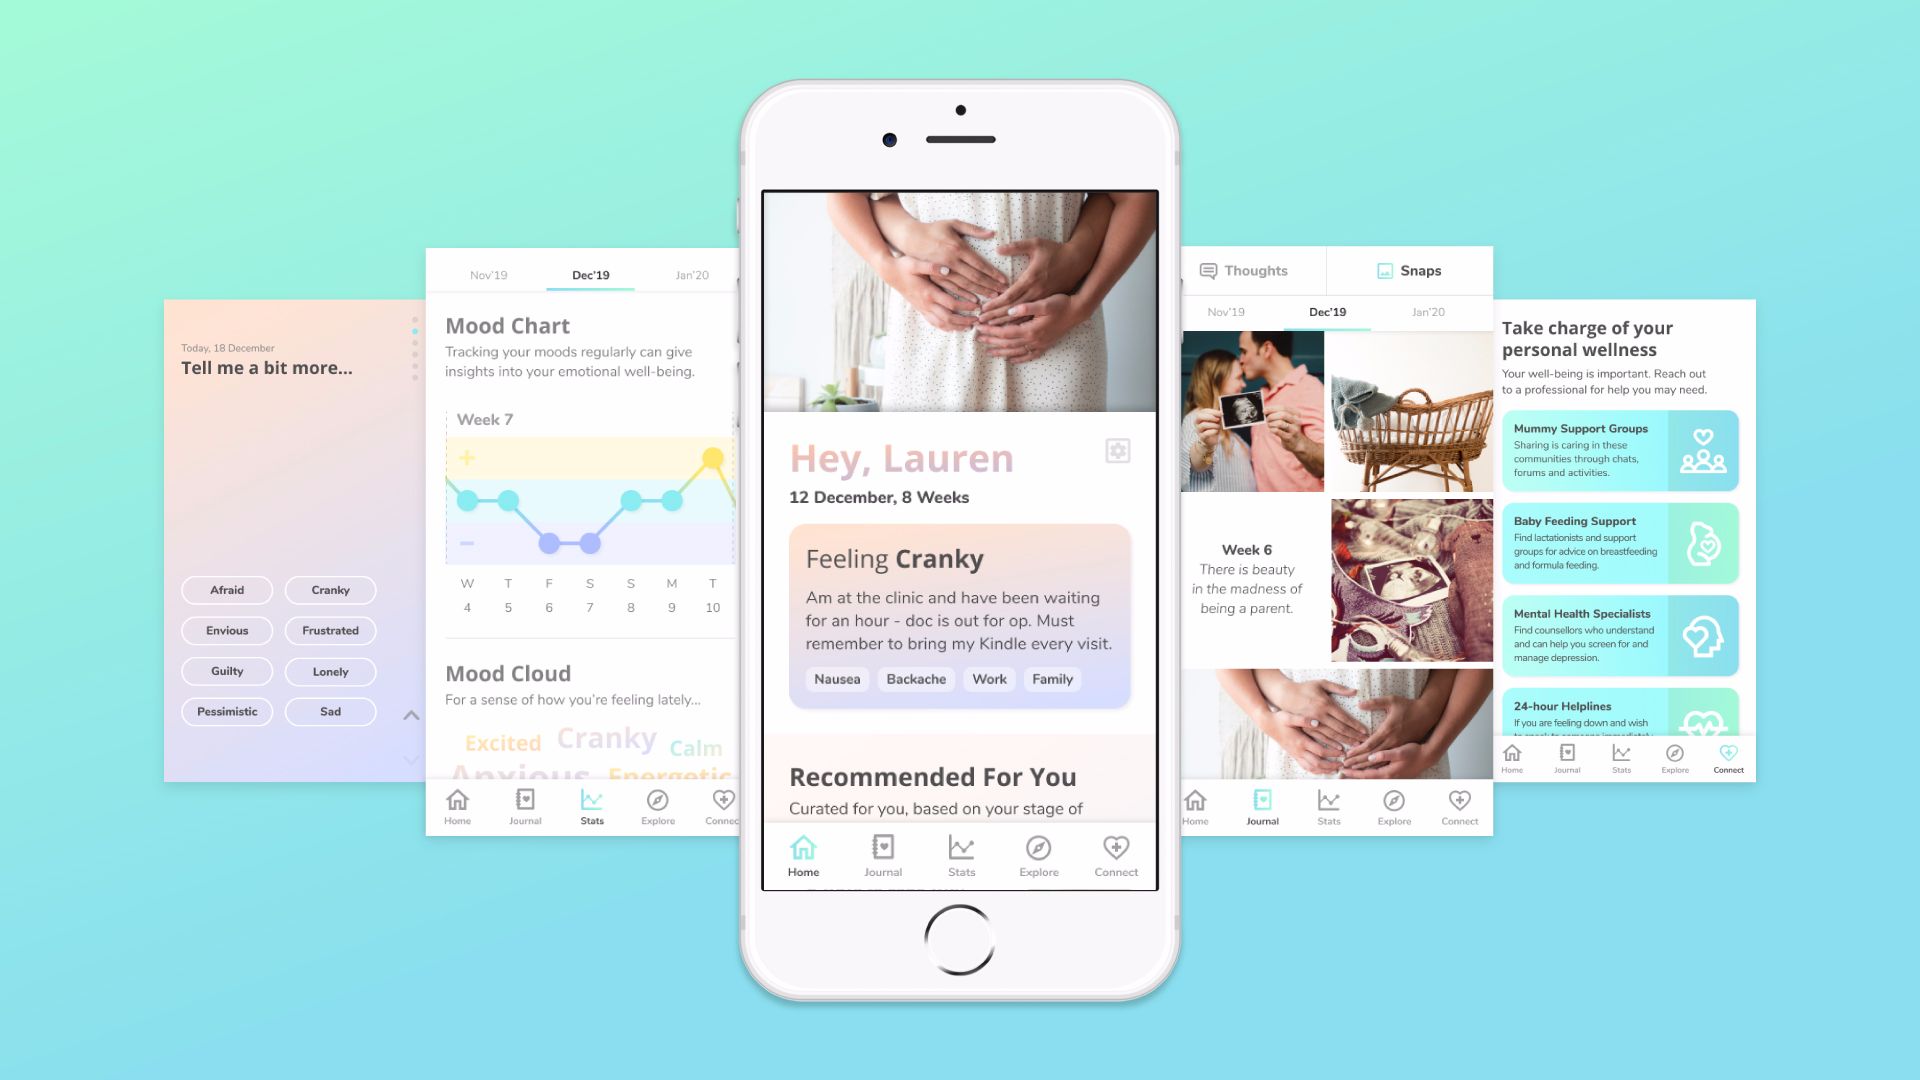 Today, 18 December
Tell me a bit more...
Afraid
Cranky
Envious
Frustrated
Guilty
Lonely
Pessimistic
Sad
Nov'19
Dec'19
Jan'20
Mood Chart
Tracking your moods regularly can give
insights into your emotional well-being.
Week 7
+
–
W T F S S M T
4 5 6 7 8 9 10
Mood Cloud
For a sense of how you're feeling lately...
Excited
Cranky
Calm
Anxious
Energetic
Home
Journal
Stats
Explore
Hey, Lauren
12 December, 8 Weeks
Feeling Cranky
Am at the clinic and have been waiting
for an hour - doc is out for op. Must
remember to bring my Kindle every visit.
Nausea
Backache
Work
Family
Recommended For You
Curated for you, based on your stage of
Home
Journal
Stats
Explore
Connect
Thoughts
Snaps
Nov'19
Dec'19
Jan'20
Week 6
There is beauty
in the madness of
being a parent.
Home
Journal
Stats
Explore
Connect
Take charge of your
personal wellness
Your well-being is important. Reach out
to a professional for help you may need.
Mummy Support Groups
Sharing is caring in these
communities through chats,
forums and activities.
Baby Feeding Support
Find lactationists and support
groups for advice on breastfeeding
and formula feeding.
Mental Health Specialists
Find counsellors who understand
and can help you screen for and
manage depression.
24-hour Helplines
If you are feeling down and wish
Home
Journal
Stats
Explore
Connect